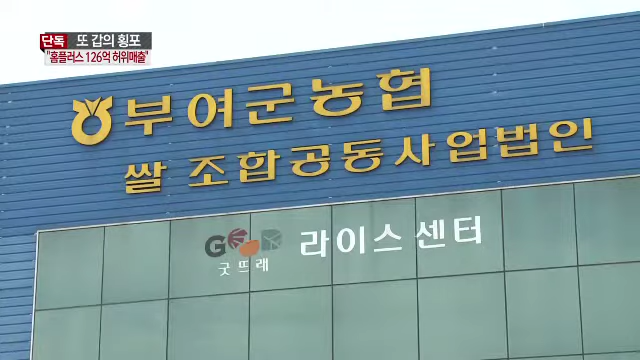 단독 또 갑의 횡포
"홈플러스 126억 허위매출"
부여군농협
쌀 조합공동사업법인
GOOD 라이스 센터
굿뜨래